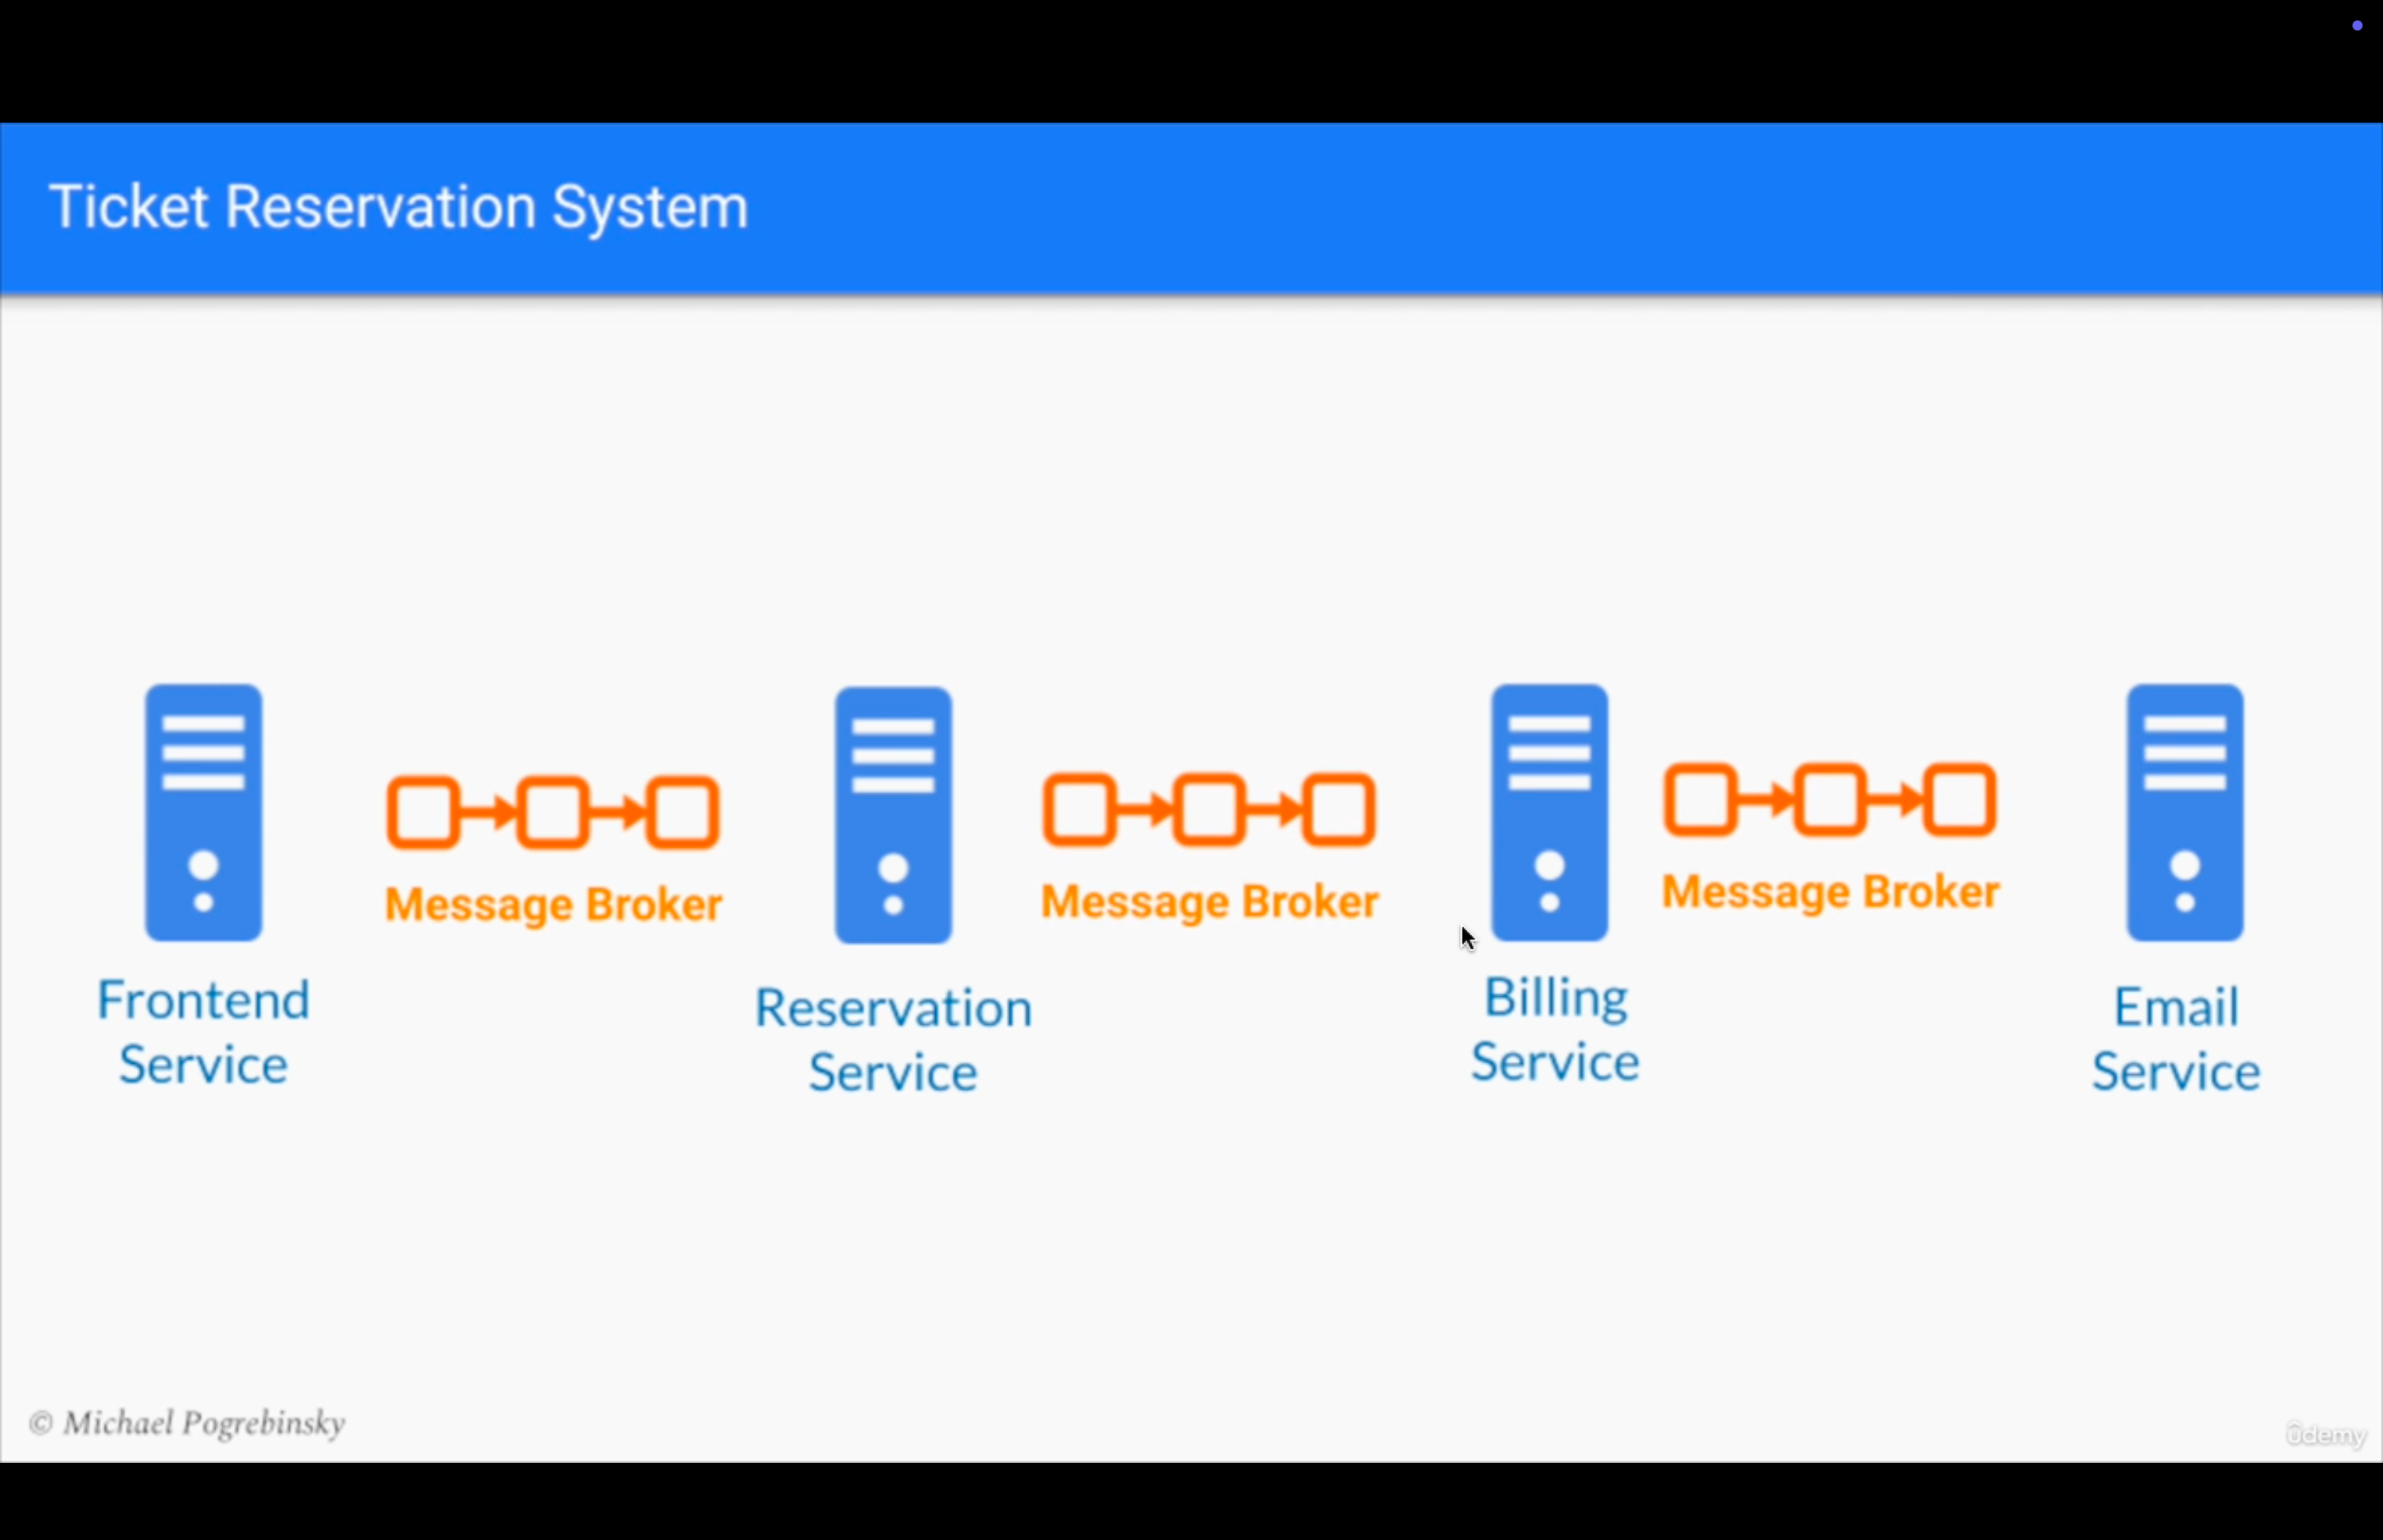 Ticket Reservation System
Message Broker
Message Broker
Message Broker
Frontend
Service
Reservation
Service
Billing
Service
Email
Service
© Michael Pogrebinsky
ûdemy